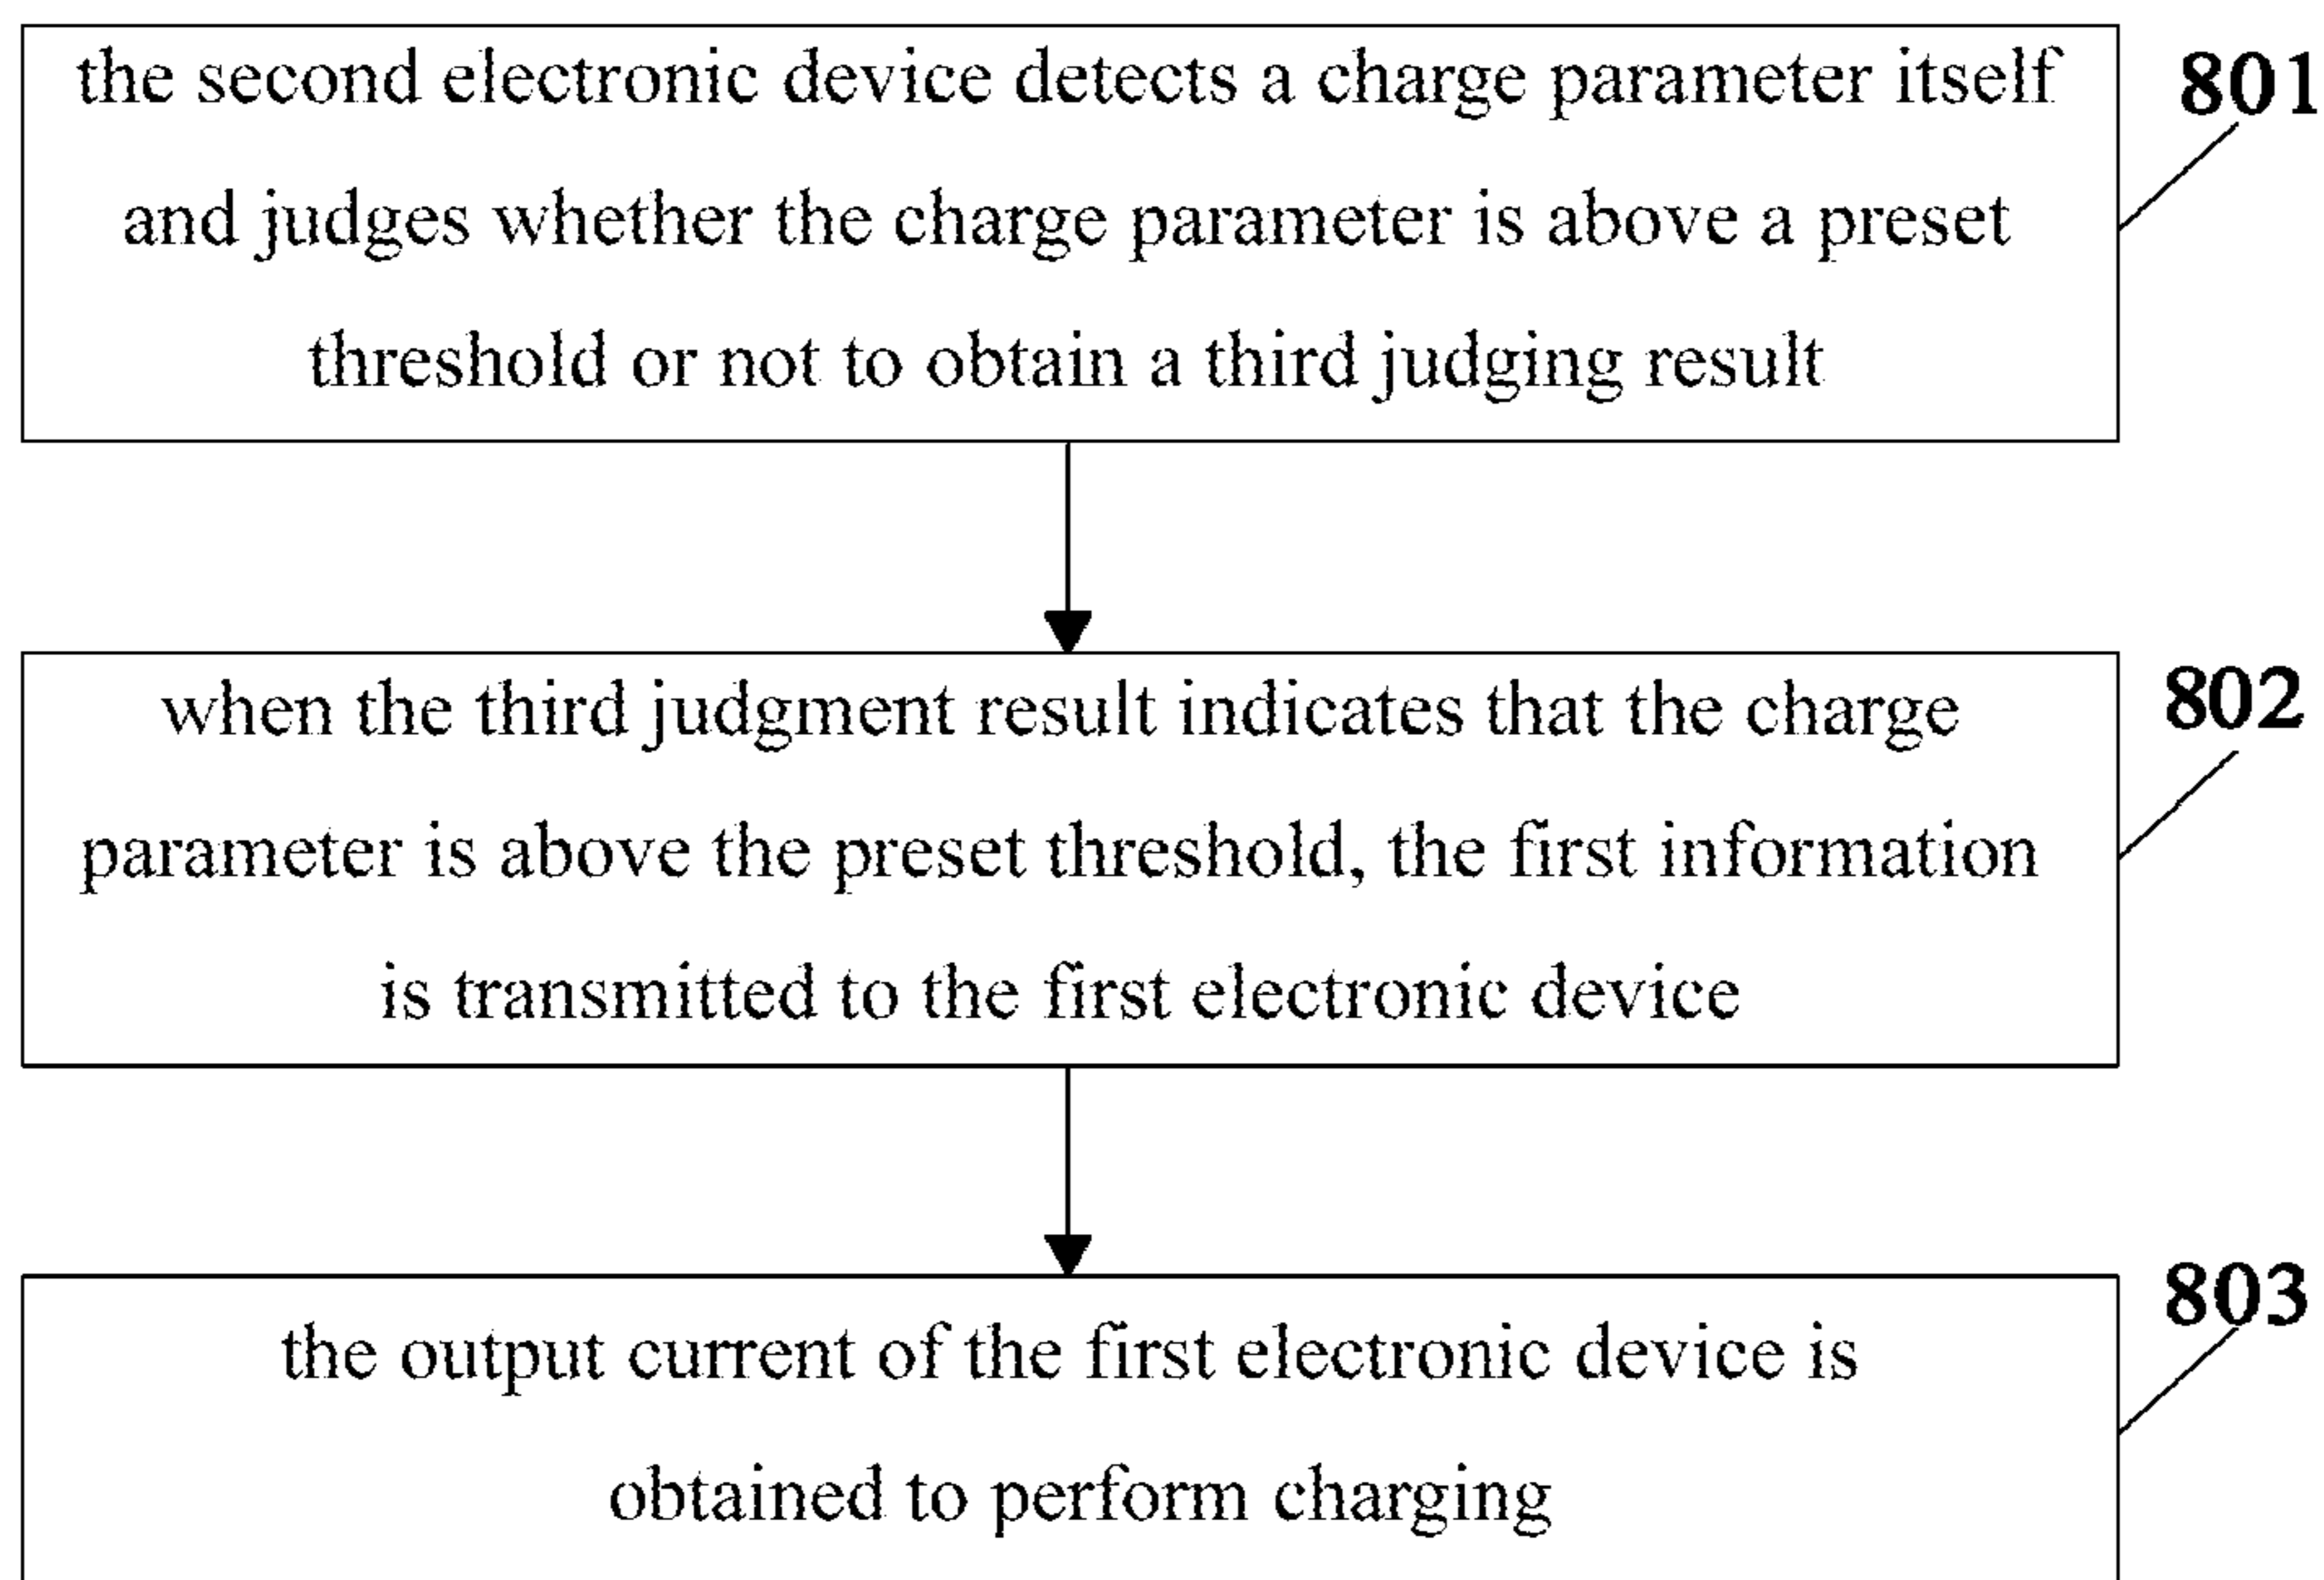 the second electronic device detects a charge parameter itself
801
and judges whether the charge parameter is above a preset
threshold or not to obtain a third judging result
when the third judgment result indicates that the charge
802
parameter is above the preset threshold, the first information
is transmitted to the first electronic device
803
the output current of the first electronic device is
obtained to perform charging